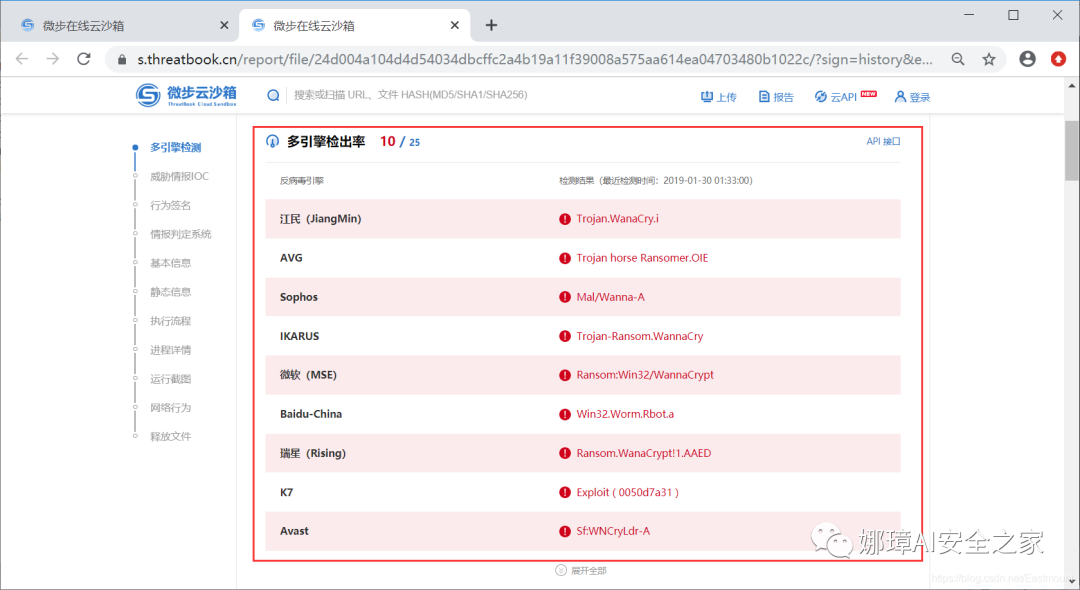 微步在线云沙箱
微步在线云沙箱
s.threatbook.cn/report/file/24d004a104d4d54034dbcffc2a4b19a11f39008a575aa614ea04703480b1022c/?sign=history&e...
微步云沙箱
ThreatBook Cloud Sandbox
搜索或扫描 URL、文件 HASH(MD5/SHA1/SHA256)
上传
报告
云API NEW
登录
多引擎检测
威胁情报IOC
行为签名
情报判定系统
基本信息
静态信息
执行流程
进程详情
运行截图
网络行为
释放文件
多引擎检出率 10 / 25
API 接口
反病毒引擎 检测结果（最近检测时间：2019-01-30 01:33:00）
江民（JiangMin） Trojan.WanaCry.i
AVG Trojan horse Ransomer.OIE
Sophos Mal/Wanna-A
IKARUS Trojan-Ransom.WannaCry
微软（MSE） Ransom:Win32/WannaCrypt
Baidu-China Win32.Worm.Rbot.a
瑞星（Rising） Ransom.WanaCrypt!1.AAED
K7 Exploit ( 0050d7a31 )
Avast Sf:WNCryLdr-A
展开全部
娜璋AI安全之家